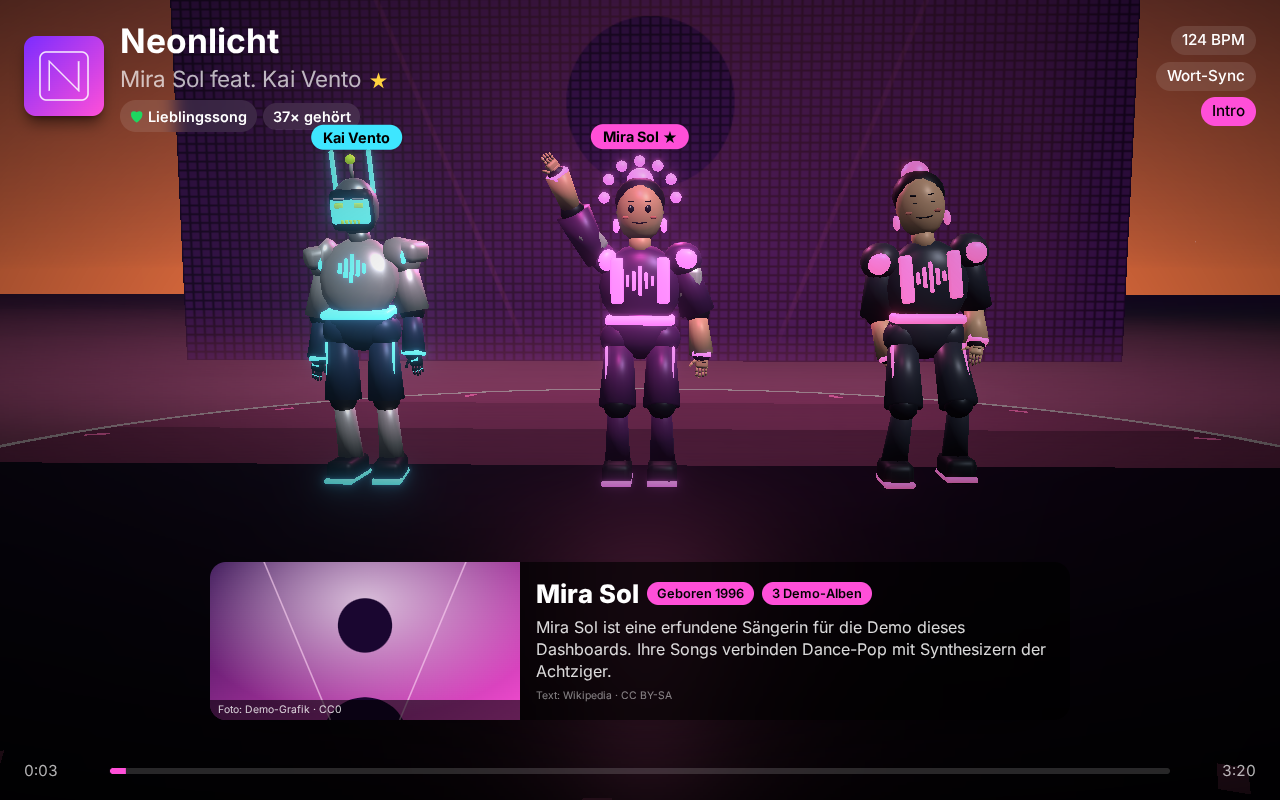 N
Neonlicht
Mira Sol feat. Kai Vento ★
Lieblingssong
37× gehört
124 BPM
Wort-Sync
Intro
Kai Vento
Mira Sol ★
Mira Sol
Geboren 1996
3 Demo-Alben
Mira Sol ist eine erfundene Sängerin für die Demo dieses
Dashboards. Ihre Songs verbinden Dance-Pop mit Synthesizern der
Achtziger.
Text: Wikipedia · CC BY-SA
Foto: Demo-Grafik · CC0
0:03
3:20